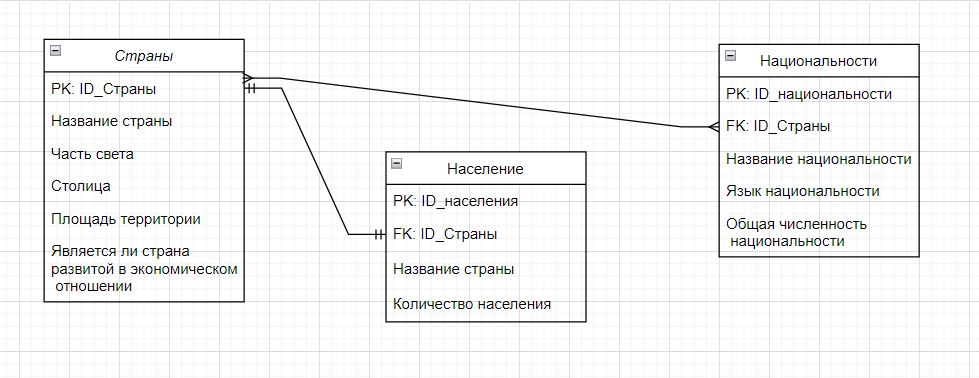 Страны
PK: ID_Страны
Название страны
Часть света
Столица
Площадь территории
Является ли страна
развитой в экономическом
отношении
Население
PK: ID_населения
FK: ID_Страны
Название страны
Количество населения
Национальности
PK: ID_национальности
FK: ID_Страны
Название национальности
Язык национальности
Общая численность
национальности